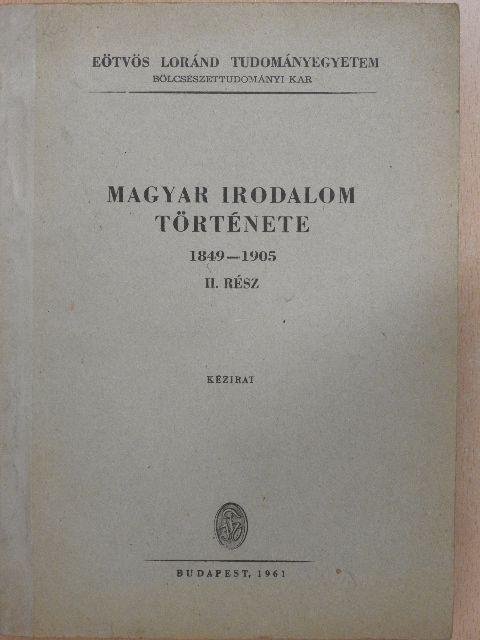 EÖTVÖS LORÁND TUDOMÁNYEGYETEM
BÖLCSÉSZETTUDOMÁNYI KAR
MAGYAR IRODALOM
TÖRTÉNETE
1849—1905
II. RÉSZ
KÉZIRAT
BUDAPEST, 1961